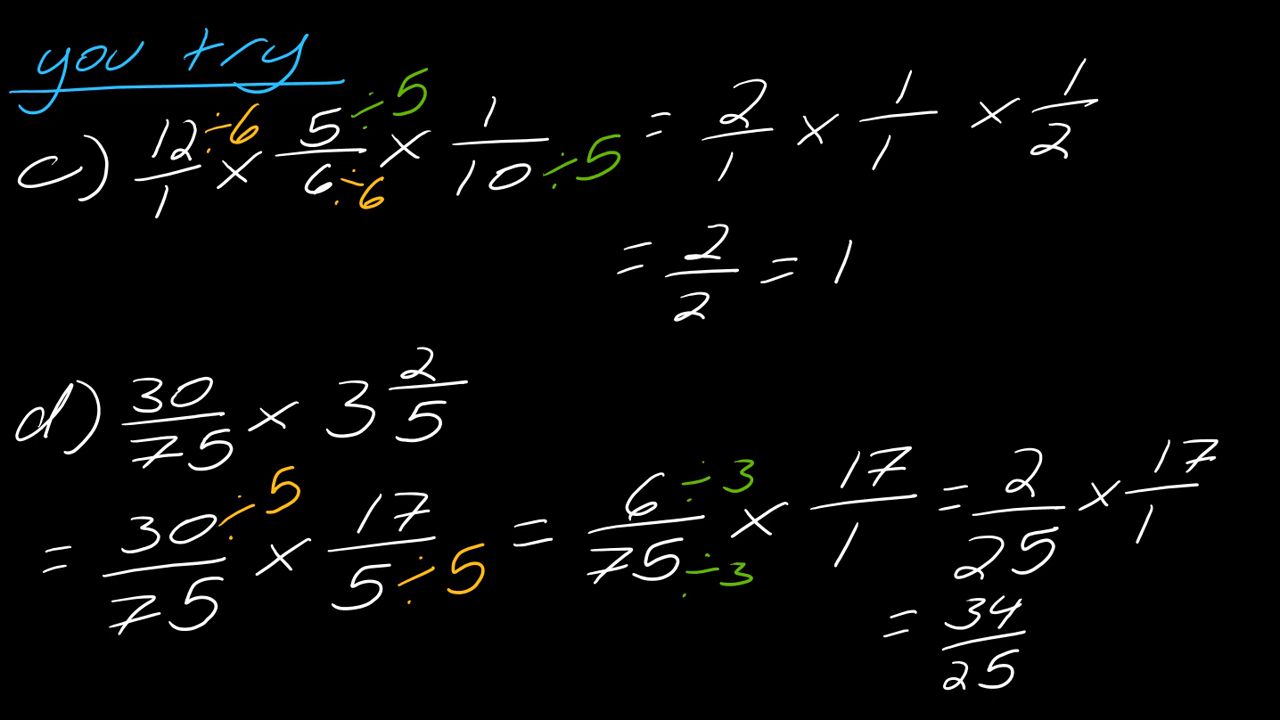 you try
c) 12/1 ÷6 × 5/6 ÷5 ÷6 × 1/10 ÷5 = 2/1 × 1/1 × 1/2
= 2/2 = 1
d) 30/75 × 3 2/5
= 30/75 ÷5 × 17/5 ÷5 = 6/75 ÷3 ÷3 × 17/1 = 2/25 × 17/1
= 34/25